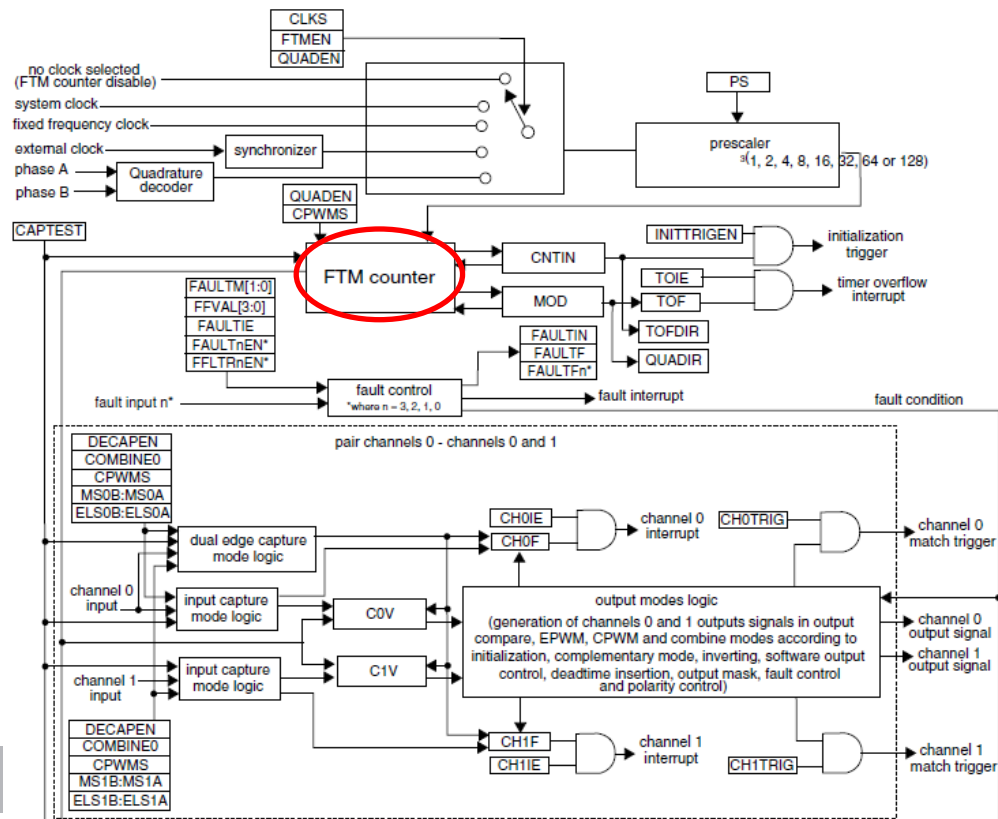 CLKS
FTMEN
QUADEN
no clock selected
(FTM counter disable)
system clock
fixed frequency clock
external clock
synchronizer
phase A
phase B
Quadrature
decoder
PS
prescaler
3(1, 2, 4, 8, 16, 32, 64 or 128)
QUADEN
CPWMS
CAPTEST
FTM counter
CNTIN
MOD
INITTRIGEN
initialization
trigger
TOIE
TOF
timer overflow
interrupt
TOFDIR
QUADIR
FAULTM[1:0]
FFVAL[3:0]
FAULTIE
FAULTnEN*
FFLTRnEN*
FAULTIN
FAULTF
FAULTFn*
fault input n*
fault control
*where n = 3, 2, 1, 0
fault interrupt
fault condition
pair channels 0 - channels 0 and 1
DECAPEN
COMBINE0
CPWMS
MS0B:MS0A
ELS0B:ELS0A
dual edge capture
mode logic
CH0IE
CH0F
channel 0
interrupt
CH0TRIG
channel 0
match trigger
channel 0
input
input capture
mode logic
C0V
output modes logic
(generation of channels 0 and 1 outputs signals in output
compare, EPWM, CPWM and combine modes according to
initialization, complementary mode, inverting, software output
control, deadtime insertion, output mask, fault control
and polarity control)
channel 0
output signal
channel 1
output signal
channel 1
input
input capture
mode logic
C1V
DECAPEN
COMBINE0
CPWMS
MS1B:MS1A
ELS1B:ELS1A
CH1F
CH1IE
channel 1
interrupt
CH1TRIG
channel 1
match trigger